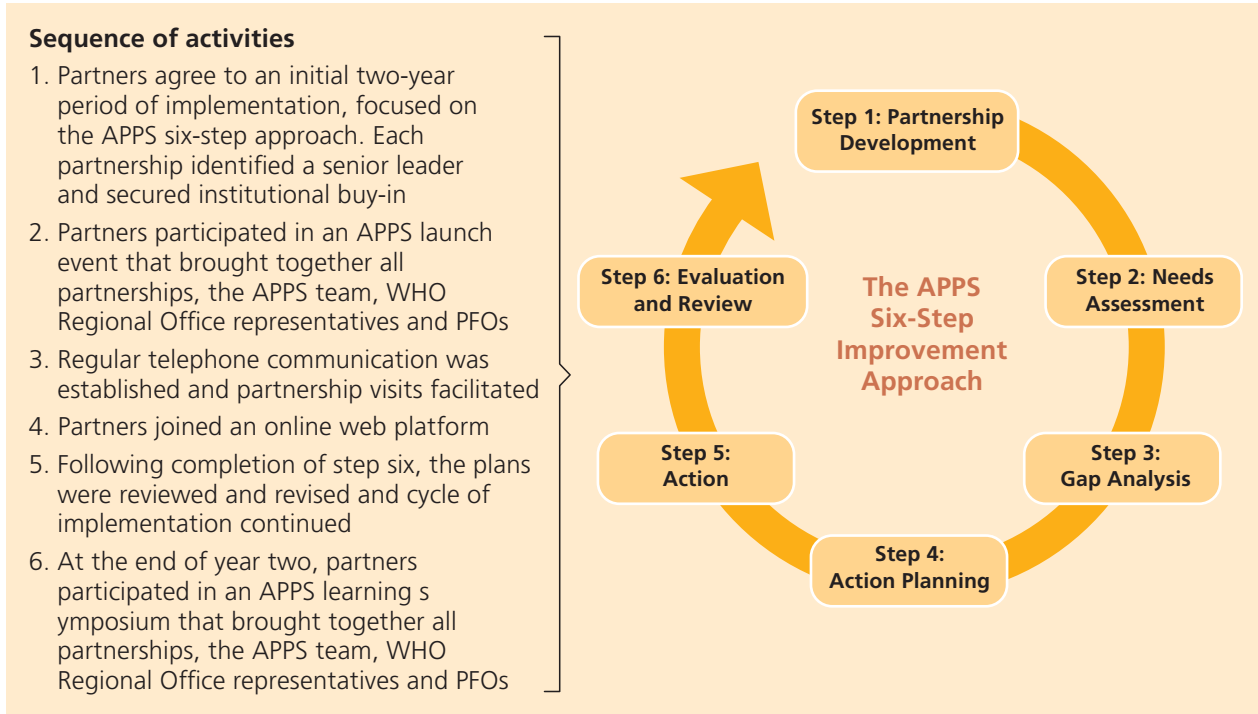 Sequence of activities
1. Partners agree to an initial two-year
period of implementation, focused on
the APPS six-step approach. Each
partnership identified a senior leader
and secured institutional buy-in
2. Partners participated in an APPS launch
event that brought together all
partnerships, the APPS team, WHO
Regional Office representatives and PFOs
3. Regular telephone communication was
established and partnership visits facilitated
4. Partners joined an online web platform
5. Following completion of step six, the plans
were reviewed and revised and cycle of
implementation continued
6. At the end of year two, partners
participated in an APPS learning s
ymposium that brought together all
partnerships, the APPS team, WHO
Regional Office representatives and PFOs
Step 1: Partnership
Development
Step 2: Needs
Assessment
Step 3:
Gap Analysis
Step 4:
Action Planning
Step 5:
Action
Step 6: Evaluation
and Review
The APPS
Six-Step
Improvement
Approach